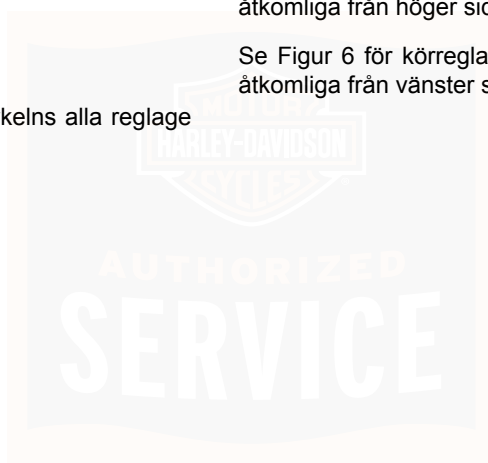 åtkomliga från höger sid
Se Figur 6 för körregla
åtkomliga från vänster s
kelns alla reglage
MOTOR
HARLEY-DAVIDSON
CYCLES
AUTHORIZED
SERVICE